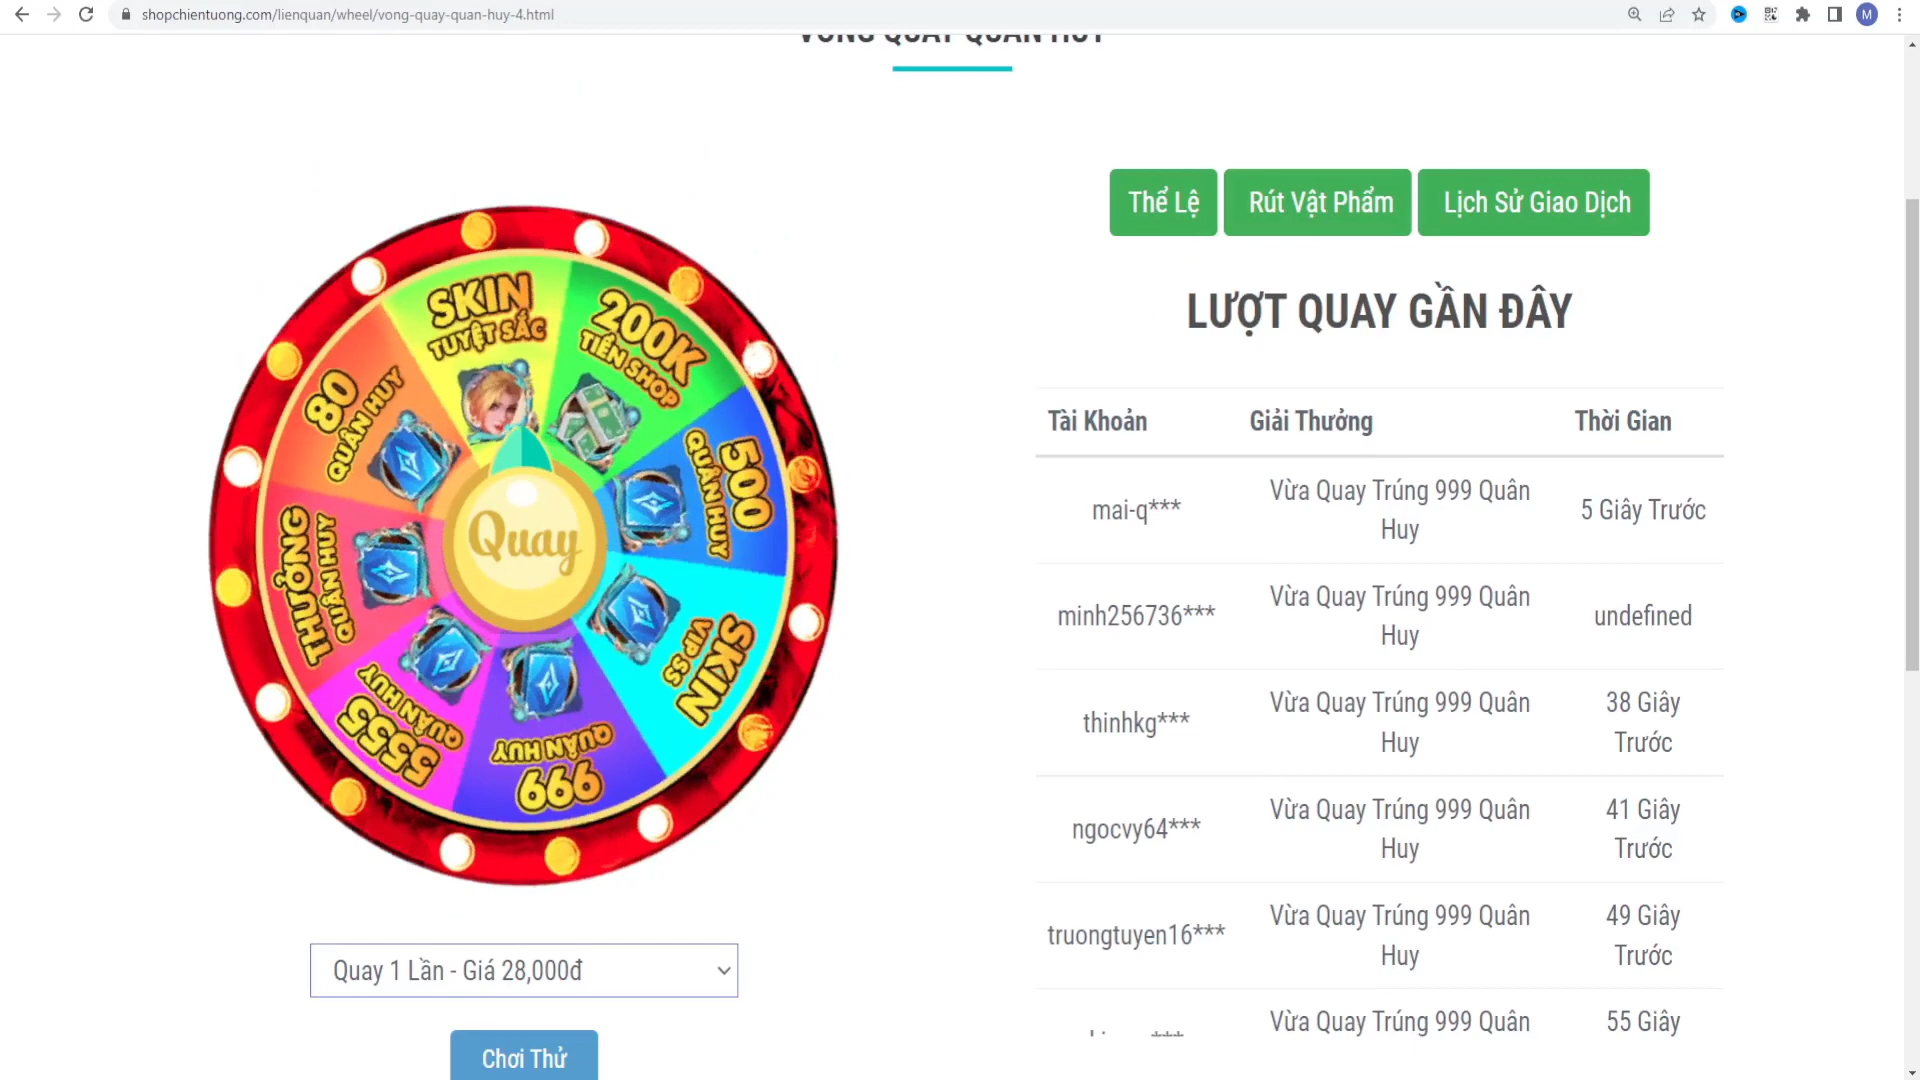 shopchientuong.com/lienquan/wheel/vong-quay-quan-huy-4.html
M
VÒNG QUAY QUÂN HUY
Thể Lệ
Rút Vật Phẩm
Lịch Sử Giao Dịch
SKIN
TUYỆT SẮC
200K
TIỀN SHOP
500
QUÂN HUY
SKIN
VIP SS
999
QUÂN HUY
5555
QUÂN HUY
THƯỞNG
QUÂN HUY
80
QUÂN HUY
Quay
LƯỢT QUAY GẦN ĐÂY
Tài Khoản Giải Thưởng Thời Gian
mai-q*** Vừa Quay Trúng 999 Quân
Huy
5 Giây Trước
minh256736*** Vừa Quay Trúng 999 Quân
Huy
undefined
thinhkg*** Vừa Quay Trúng 999 Quân
Huy
38 Giây
Trước
ngocvy64*** Vừa Quay Trúng 999 Quân
Huy
41 Giây
Trước
truongtuyen16*** Vừa Quay Trúng 999 Quân
Huy
49 Giây
Trước
Vừa Quay Trúng 999 Quân
55 Giây
Quay 1 Lần - Giá 28,000đ
Chơi Thử